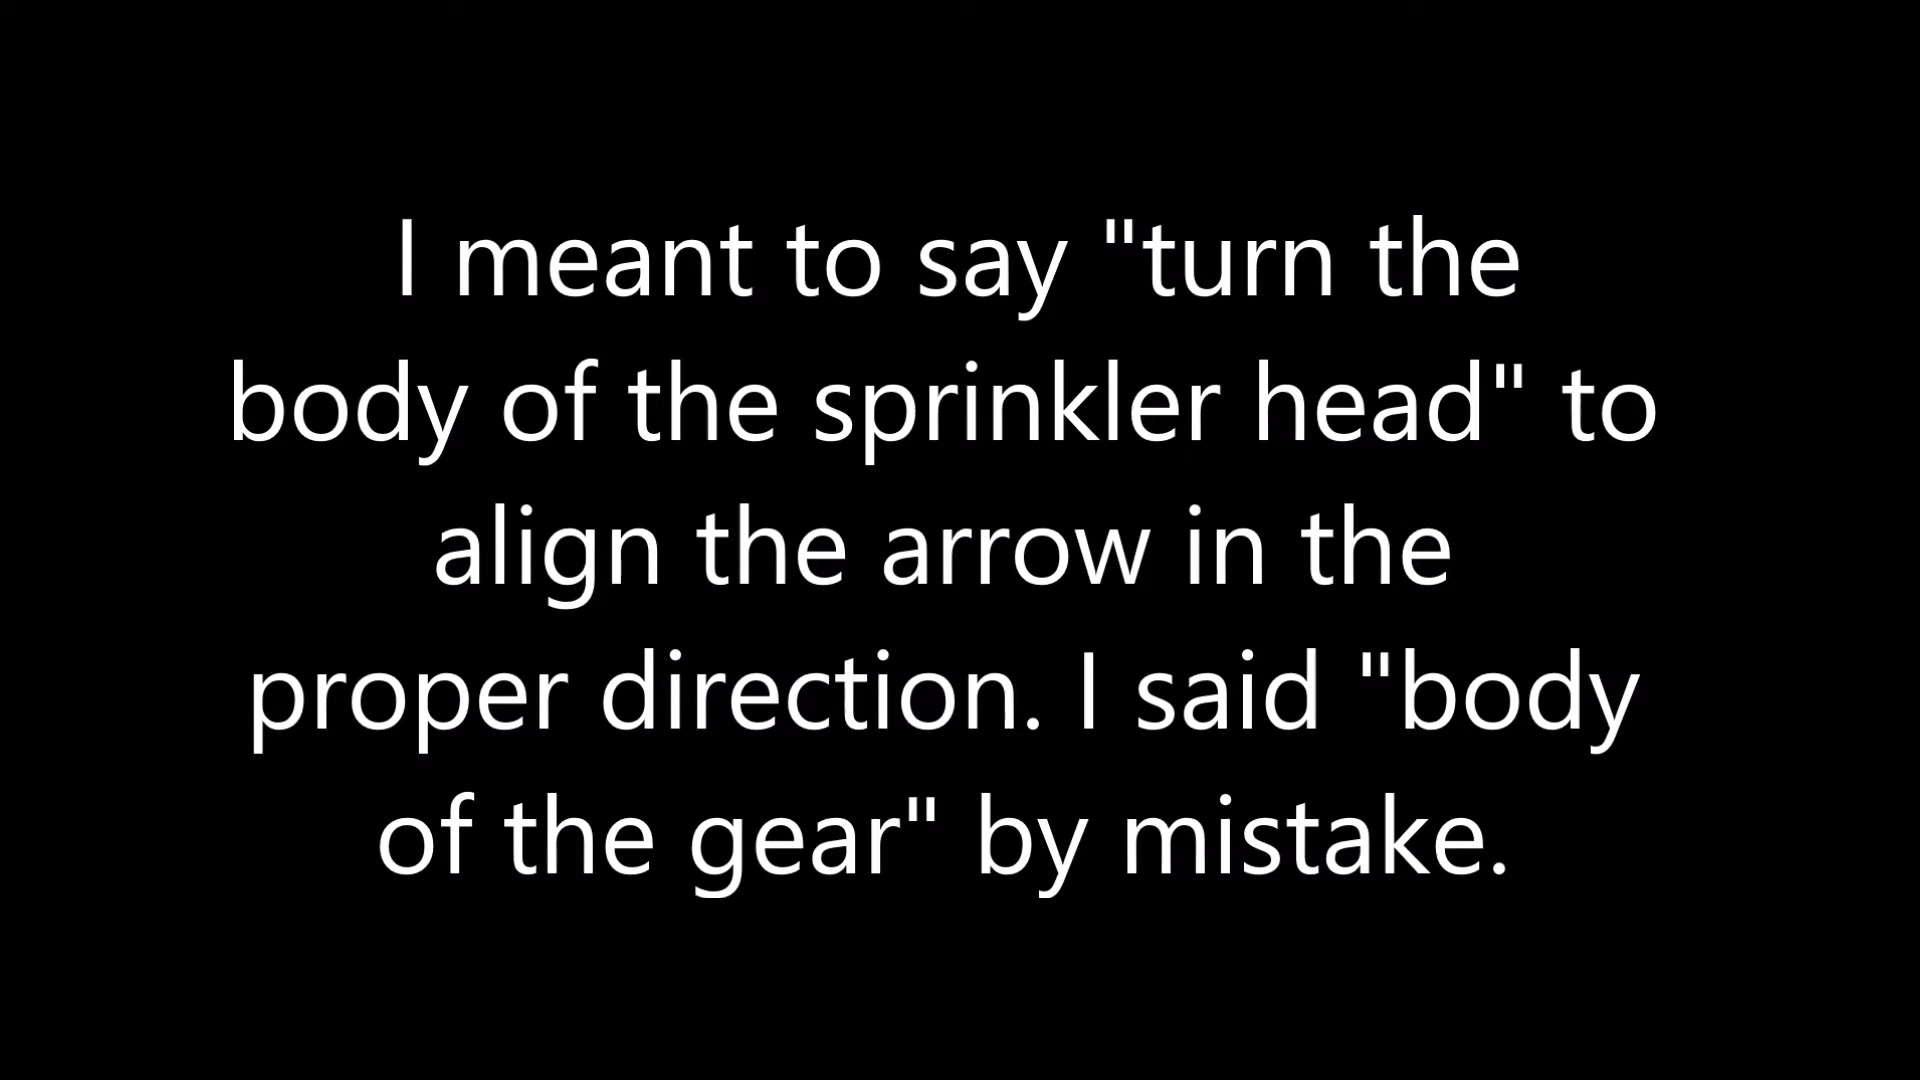 I meant to say "turn the
body of the sprinkler head" to
align the arrow in the
proper direction. I said "body
of the gear" by mistake.